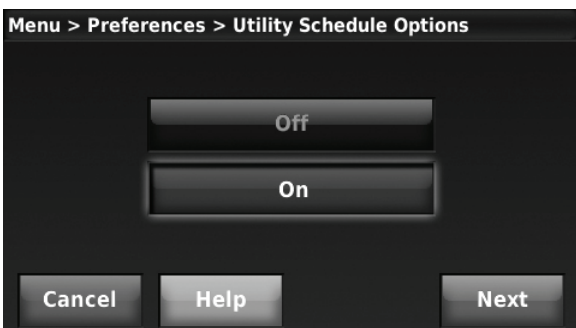 Menu > Preferences > Utility Schedule Options
Off
On
Cancel Help Next